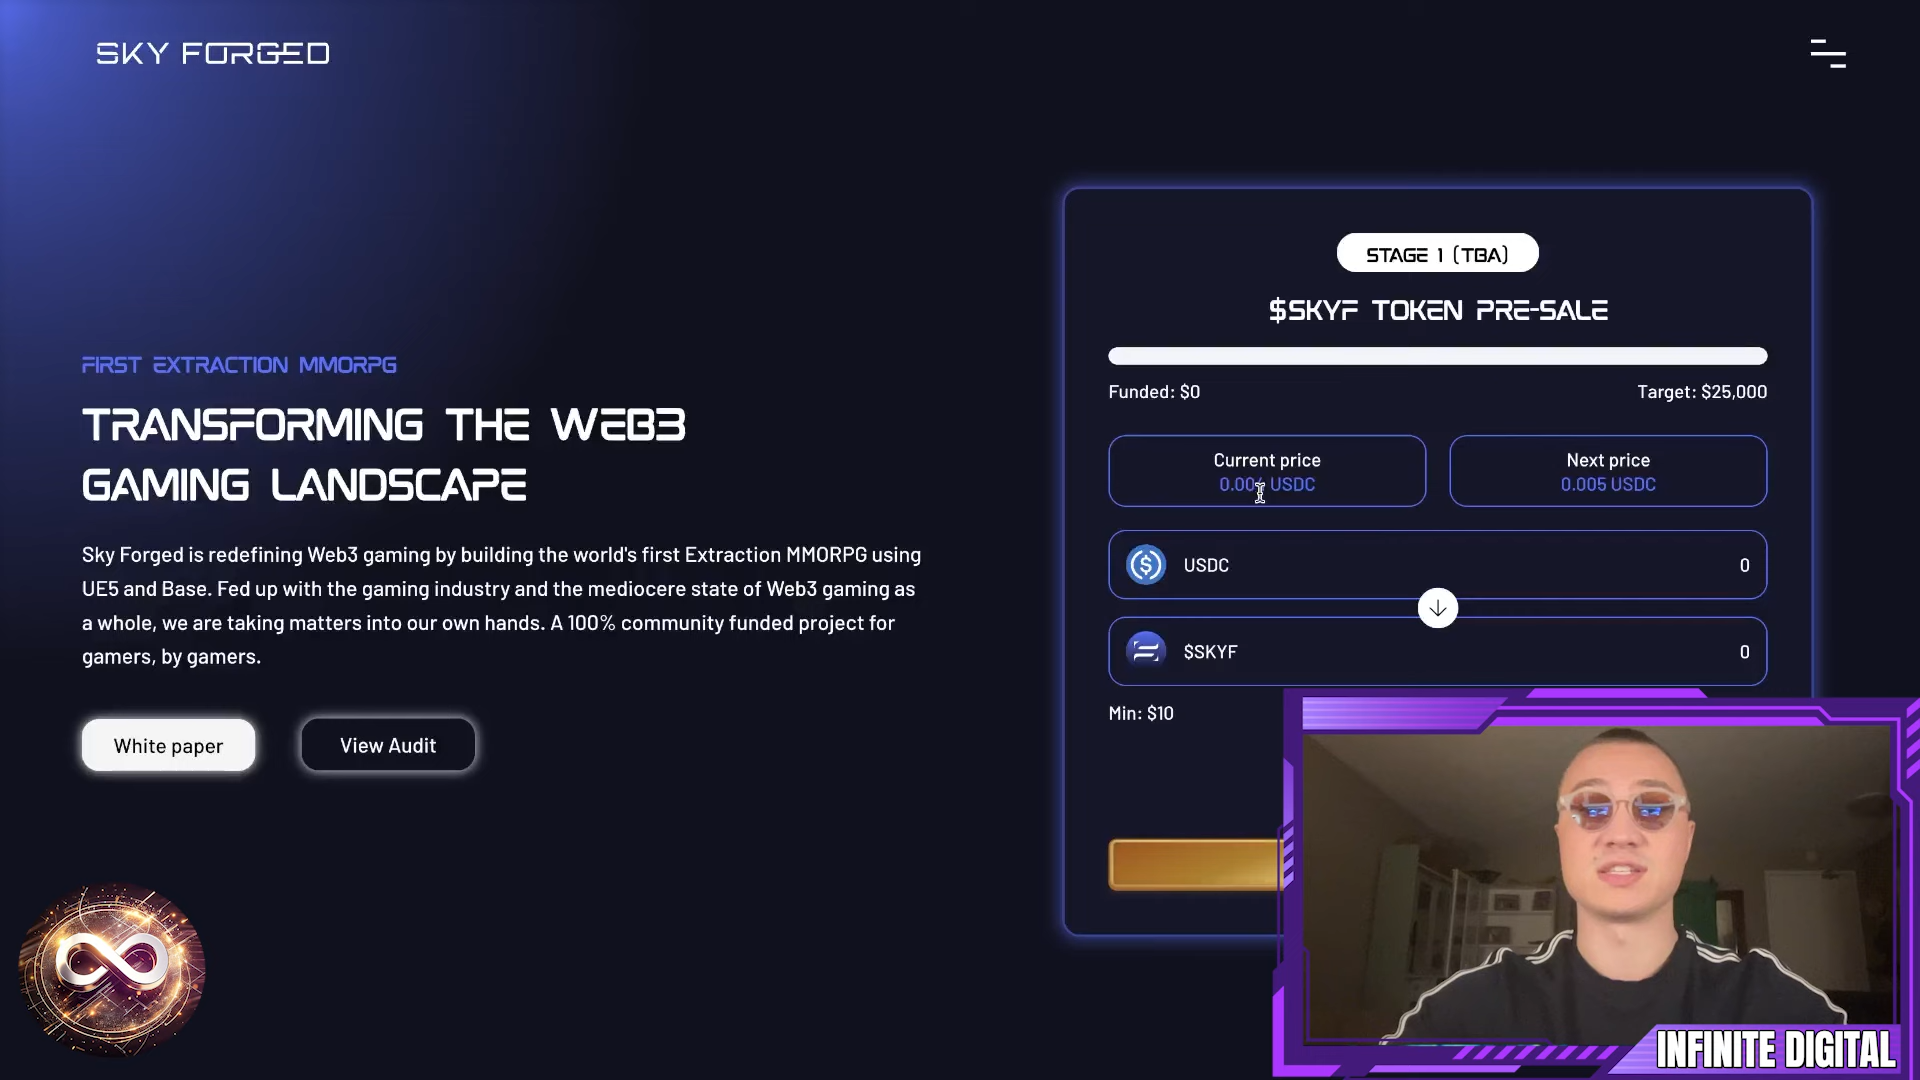 SKY FORGED
FIRST EXTRACTION MMORPG
TRANSFORMING THE WEB3
GAMING LANDSCAPE
Sky Forged is redefining Web3 gaming by building the world's first Extraction MMORPG using
UE5 and Base. Fed up with the gaming industry and the mediocre state of Web3 gaming as
a whole, we are taking matters into our own hands. A 100% community funded project for
gamers, by gamers.
White paper
View Audit
STAGE 1 (TBA)
$SKYF TOKEN PRE-SALE
Funded: $0
Target: $25,000
Current price
USDC
Next price
0.005 USDC
USDC
0
$SKYF
0
Min: $10
INFINITE DIGITAL